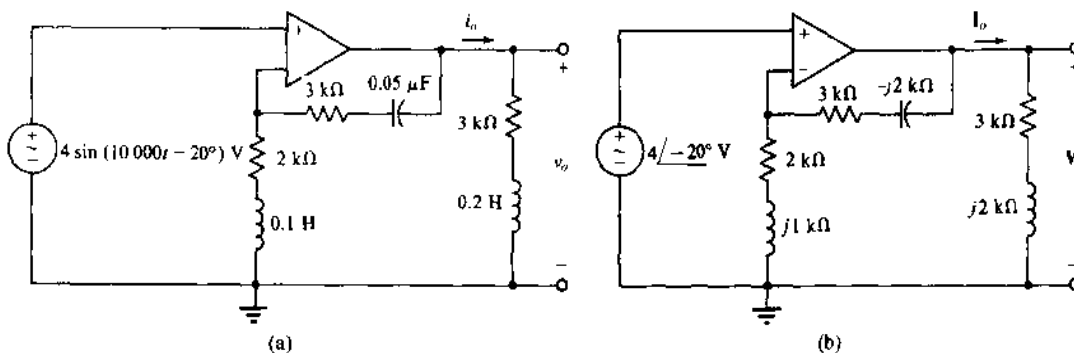 +
i_o
3 kΩ
0.05 μF
+
3 kΩ
+
~
−
4 sin (10 000t − 20°) V
2 kΩ
v_o
0.1 H
0.2 H
−
(a)
+
−
I_o
3 kΩ
-j2 kΩ
+
3 kΩ
+
~
−
4/−20° V
2 kΩ
V
j1 kΩ
j2 kΩ
−
(b)